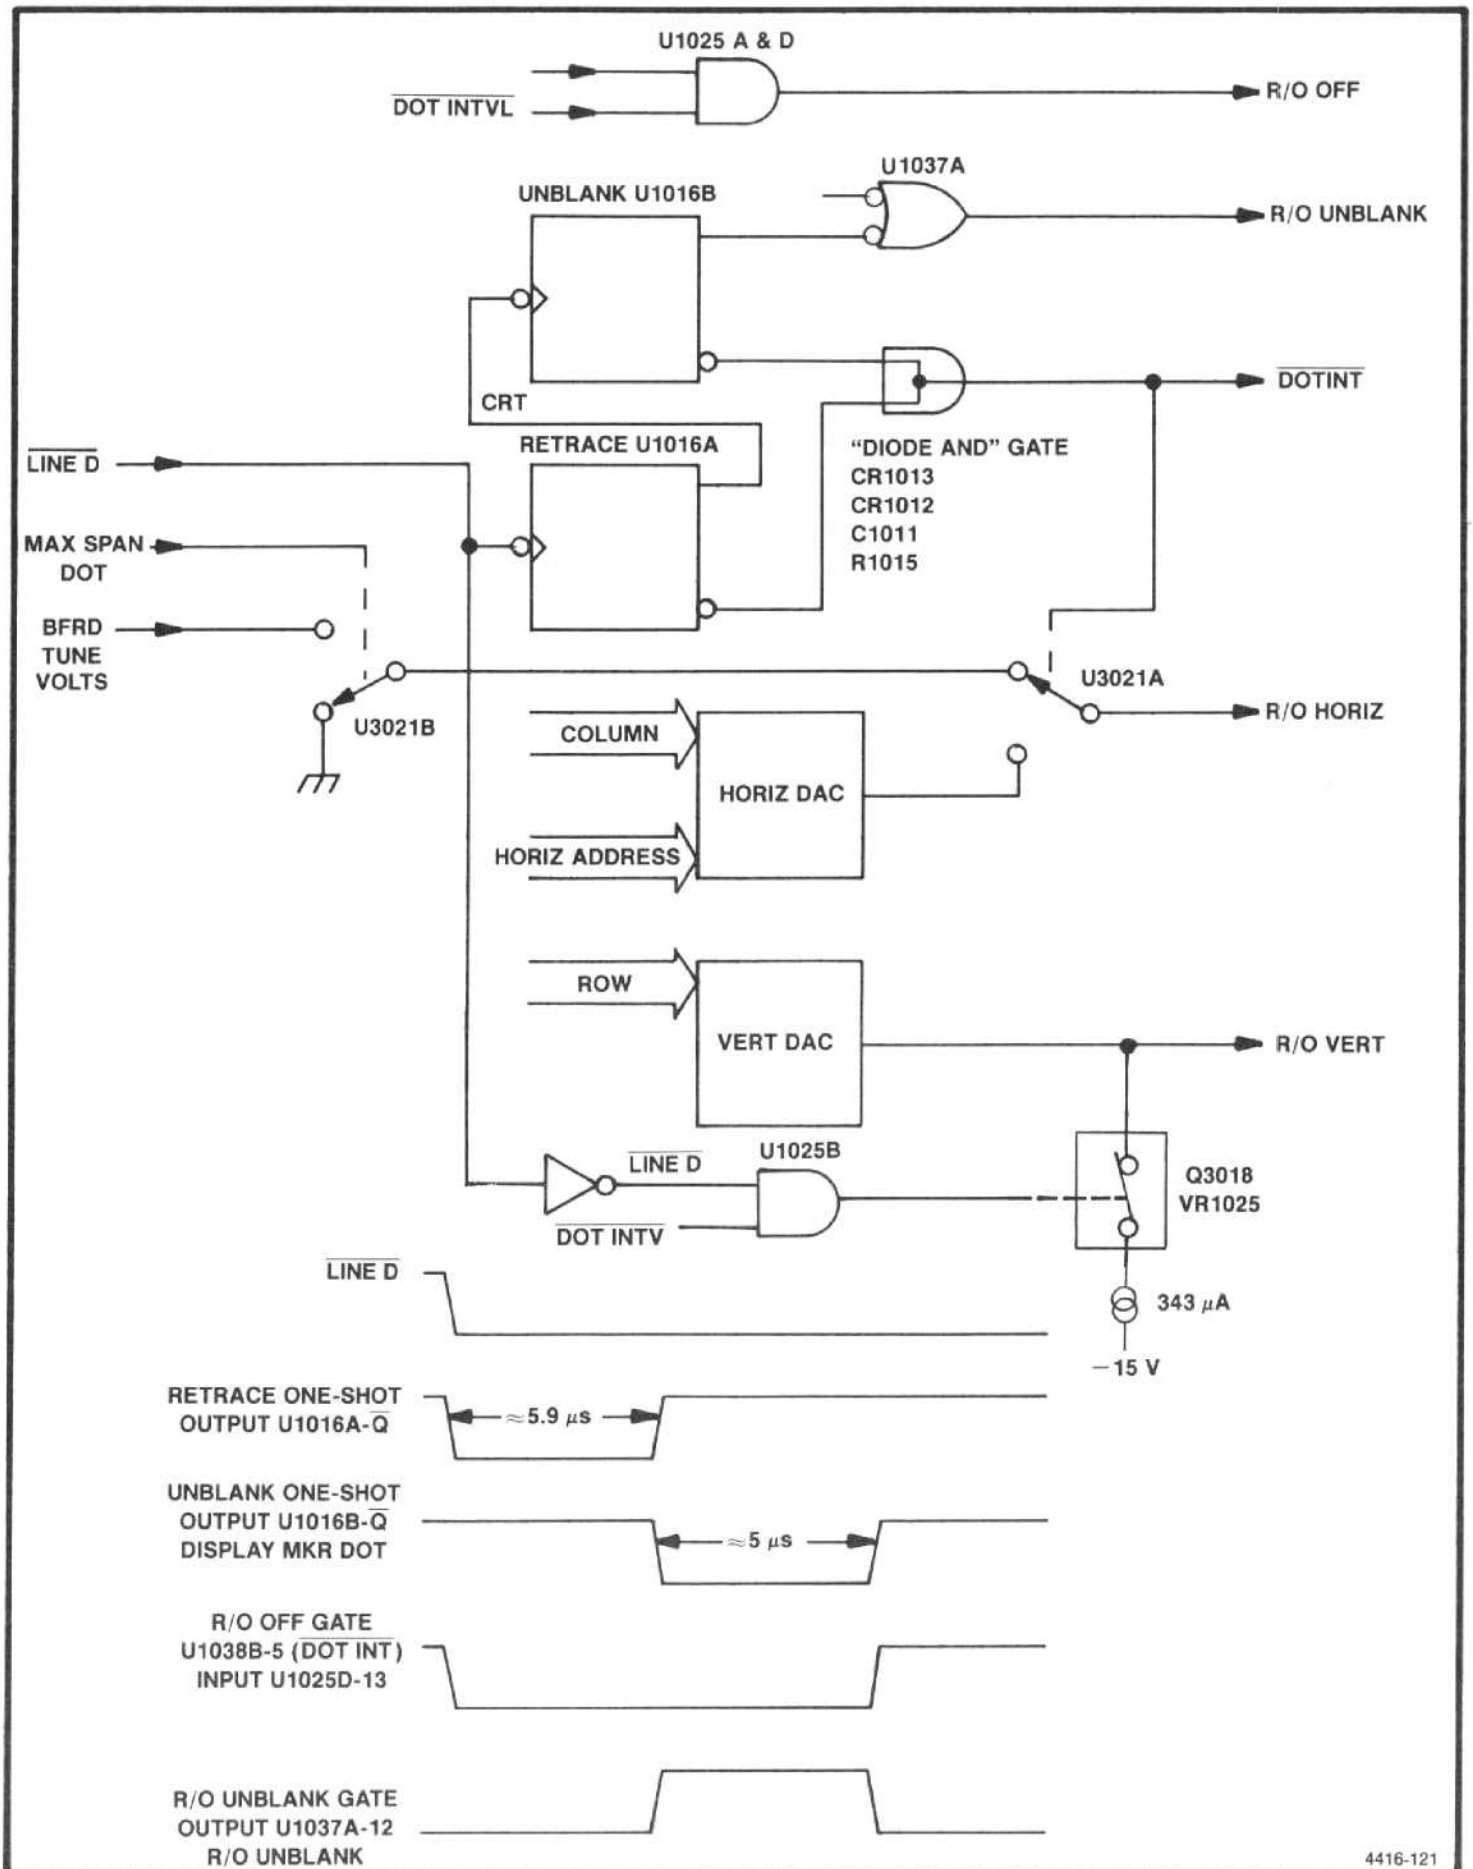 U1025 A & D
DOT INTVL
R/O OFF
U1037A
UNBLANK U1016B
R/O UNBLANK
CRT
DOTINT
RETRACE U1016A
LINE D
"DIODE AND" GATE
CR1013
CR1012
C1011
R1015
MAX SPAN
DOT
BFRD
TUNE
VOLTS
U3021A
U3021B
R/O HORIZ
COLUMN
HORIZ DAC
HORIZ ADDRESS
ROW
VERT DAC
R/O VERT
U1025B
LINE D
DOT INTV
Q3018
VR1025
343 µA
−15 V
LINE D
RETRACE ONE-SHOT
OUTPUT U1016A-Q̅
≈5.9 µs
UNBLANK ONE-SHOT
OUTPUT U1016B-Q̅
DISPLAY MKR DOT
≈5 µs
R/O OFF GATE
U1038B-5 (DOT INT)
INPUT U1025D-13
R/O UNBLANK GATE
OUTPUT U1037A-12
R/O UNBLANK
4416-121